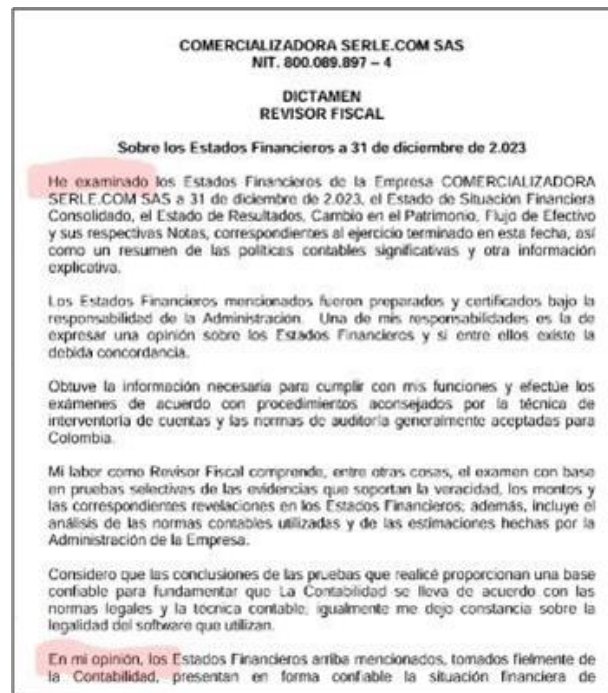 COMERCIALIZADORA SERLE.COM SAS
NIT. 800.089.897 – 4
DICTAMEN
REVISOR FISCAL
Sobre los Estados Financieros a 31 de diciembre de 2.023
He examinado los Estados Financieros de la Empresa COMERCIALIZADORA
SERLE.COM SAS a 31 de diciembre de 2.023, el Estado de Situación Financiera
Consolidado, el Estado de Resultados, Cambio en el Patrimonio, Flujo de Efectivo
y sus respectivas Notas, correspondientes al ejercicio terminado en esta fecha, así
como un resumen de las políticas contables significativas y otra información
explicativa.
Los Estados Financieros mencionados fueron preparados y certificados bajo la
responsabilidad de la Administración. Una de mis responsabilidades es la de
expresar una opinión sobre los Estados Financieros y si entre ellos existe la
debida concordancia.
Obtuve la información necesaria para cumplir con mis funciones y efectúe los
exámenes de acuerdo con procedimientos aconsejados por la técnica de
interventoría de cuentas y las normas de auditoría generalmente aceptadas para
Colombia.
Mi labor como Revisor Fiscal comprende, entre otras cosas, el examen con base
en pruebas selectivas de las evidencias que soportan la veracidad, los montos y
las correspondientes revelaciones en los Estados Financieros; además, incluye el
análisis de las normas contables utilizadas y de las estimaciones hechas por la
Administración de la Empresa.
Considero que las conclusiones de las pruebas que realicé proporcionan una base
confiable para fundamentar que La Contabilidad se lleva de acuerdo con las
normas legales y la técnica contable, igualmente me dejo constancia sobre la
legalidad del software que utilizan.
En mi opinión, los Estados Financieros arriba mencionados, tomados fielmente de
la Contabilidad, presentan en forma confiable la situación financiera de